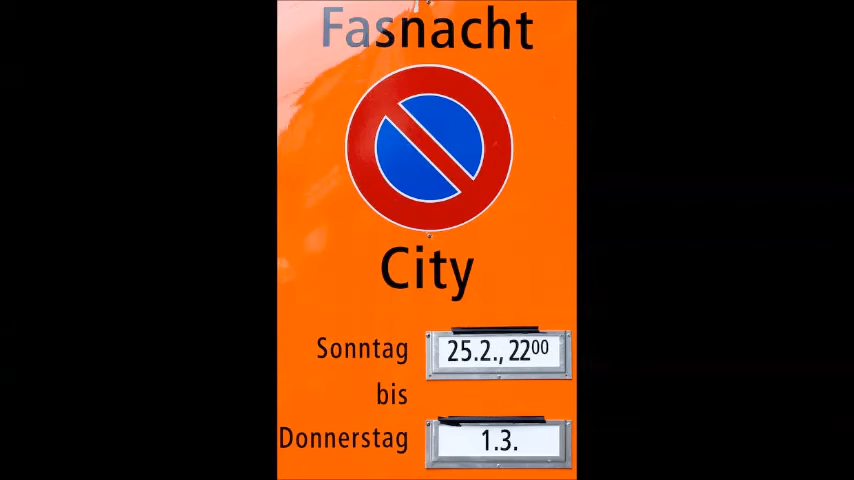 Fasnacht
City
Sonntag 25.2., 22⁰⁰
bis
Donnerstag 1.3.